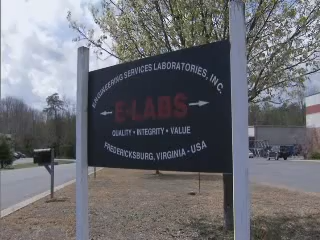 ENGINEERING SERVICES LABORATORIES, INC.
E-LABS
QUALITY • INTEGRITY • VALUE
FREDERICKSBURG, VIRGINIA - USA